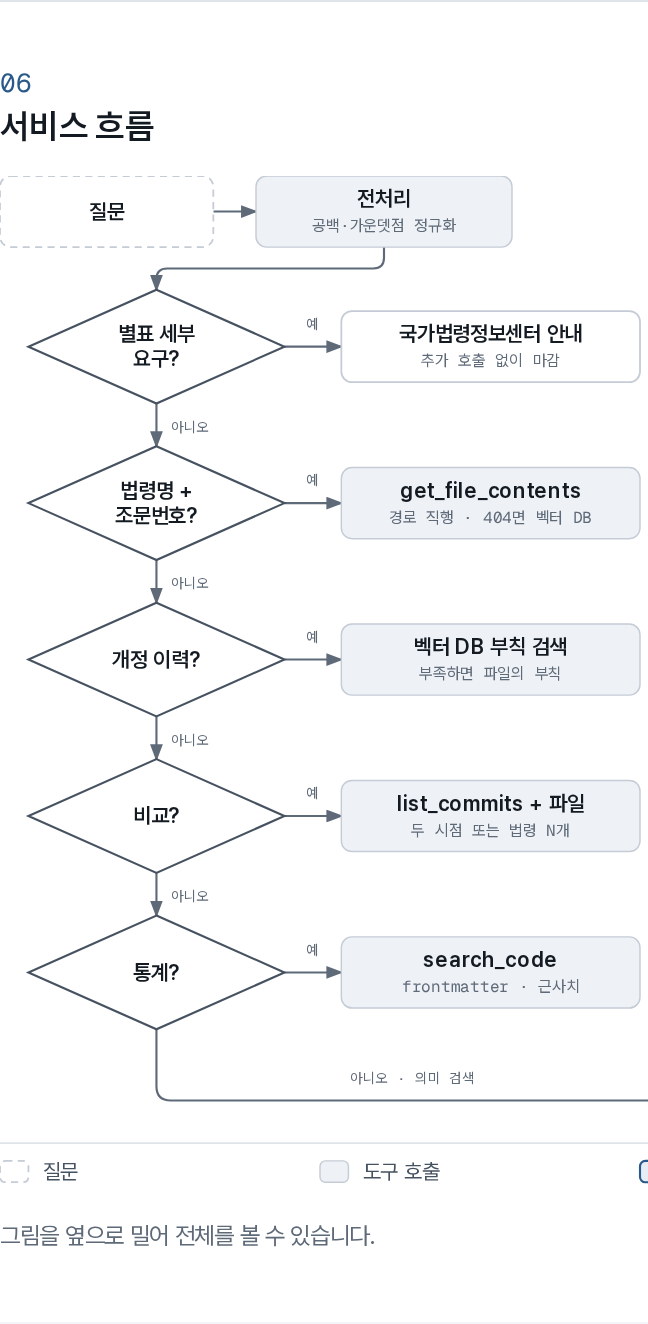 06
서비스 흐름
질문
전처리
공백·가운뎃점 정규화
별표 세부
요구?
예
국가법령정보센터 안내
추가 호출 없이 마감
아니오
법령명 +
조문번호?
예
get_file_contents
경로 직행 · 404면 벡터 DB
아니오
개정 이력?
예
벡터 DB 부칙 검색
부족하면 파일의 부칙
아니오
비교?
예
list_commits + 파일
두 시점 또는 법령 N개
아니오
통계?
예
search_code
frontmatter · 근사치
아니오 · 의미 검색
질문
도구 호출
그림을 옆으로 밀어 전체를 볼 수 있습니다.